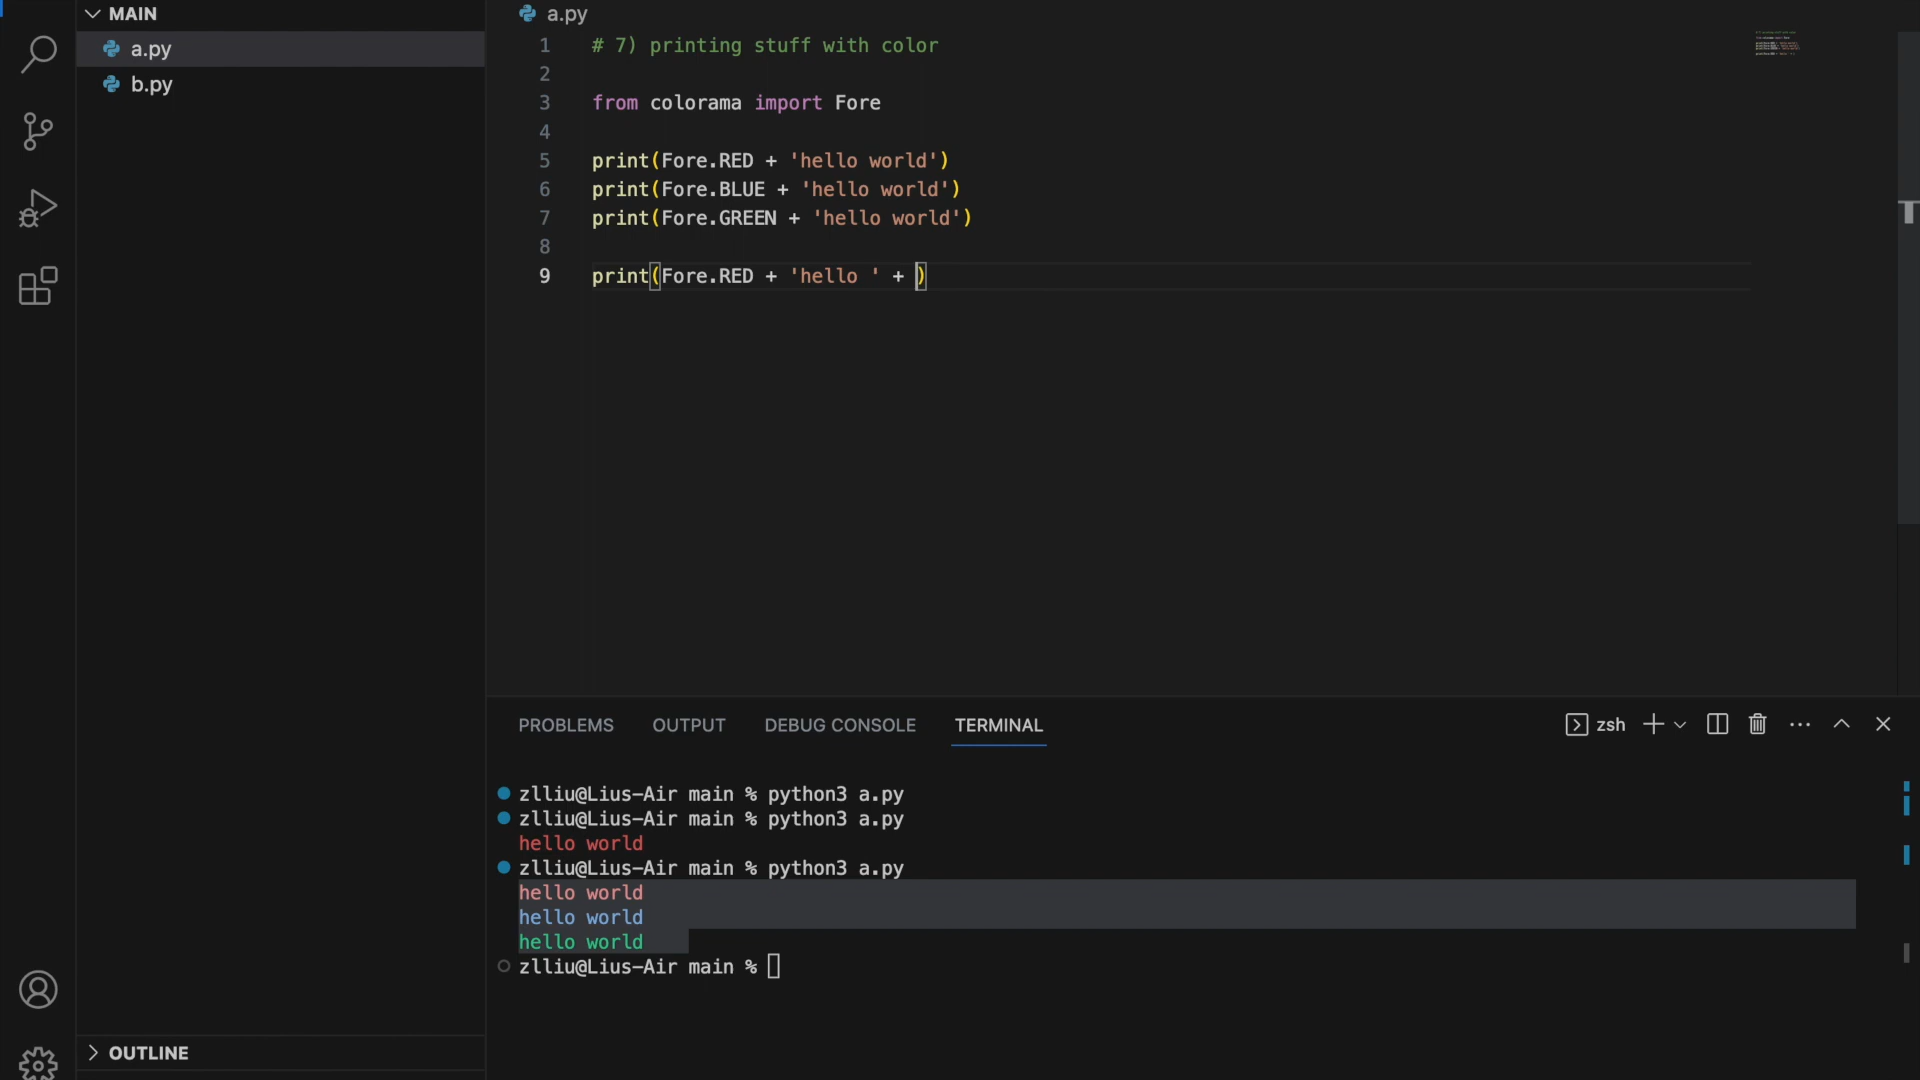 MAIN
a.py
b.py
a.py
1 # 7) printing stuff with color
2
3 from colorama import Fore
4
5 print(Fore.RED + 'hello world')
6 print(Fore.BLUE + 'hello world')
7 print(Fore.GREEN + 'hello world')
8
9 print(Fore.RED + 'hello ' + )
PROBLEMS OUTPUT DEBUG CONSOLE TERMINAL zsh
zlliu@Lius-Air main % python3 a.py
zlliu@Lius-Air main % python3 a.py
hello world
zlliu@Lius-Air main % python3 a.py
hello world
hello world
hello world
zlliu@Lius-Air main %
OUTLINE